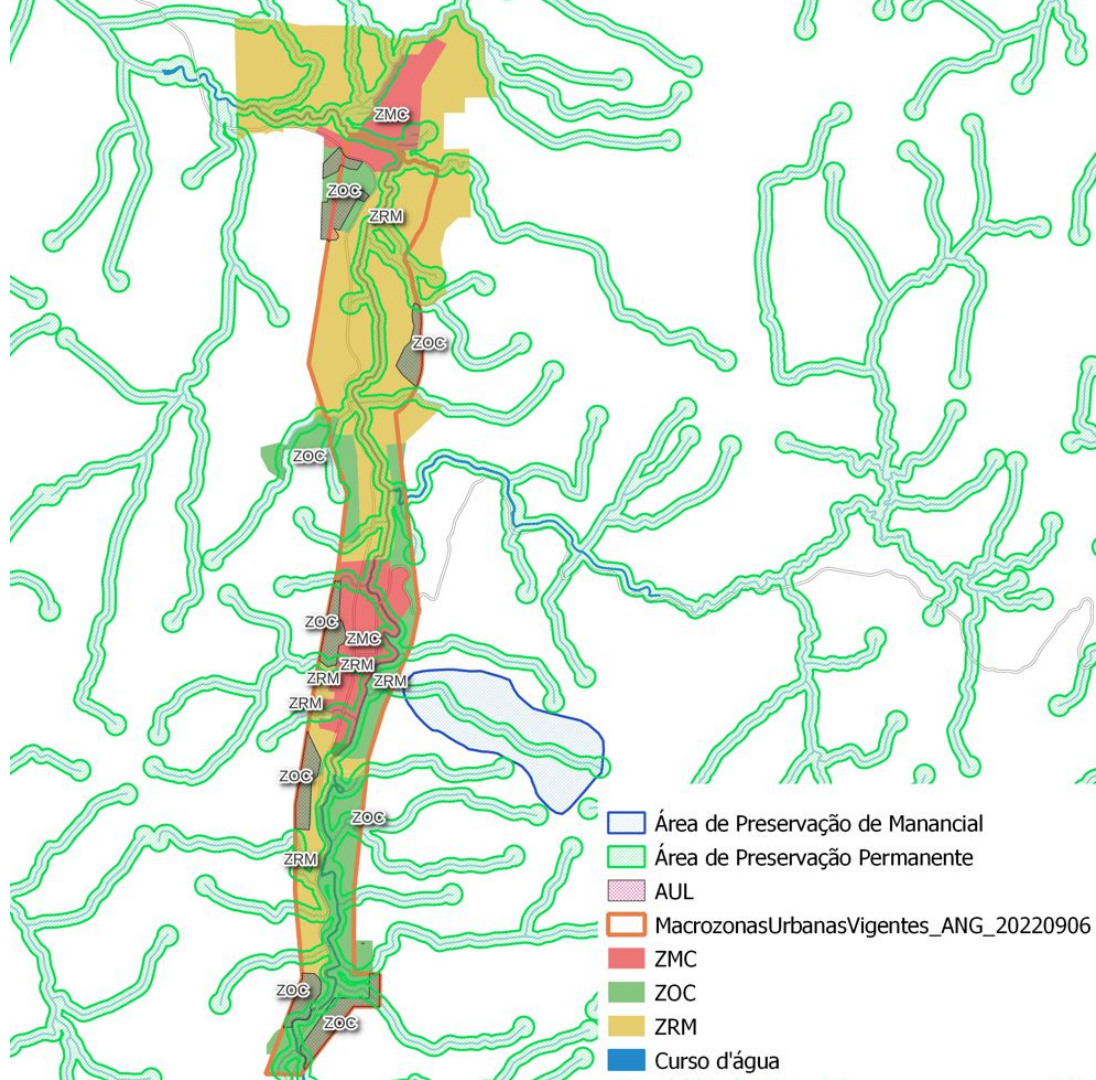 ZMC
ZOC
ZRM
ZOC
ZOC
ZOC
ZMC
ZRM
ZRM
ZRM
ZRM
ZOC
ZOC
ZRM
ZOC
ZOC
Área de Preservação de Manancial
Área de Preservação Permanente
AUL
MacrozonasUrbanasVigentes_ANG_20220906
ZMC
ZOC
ZRM
Curso d'água